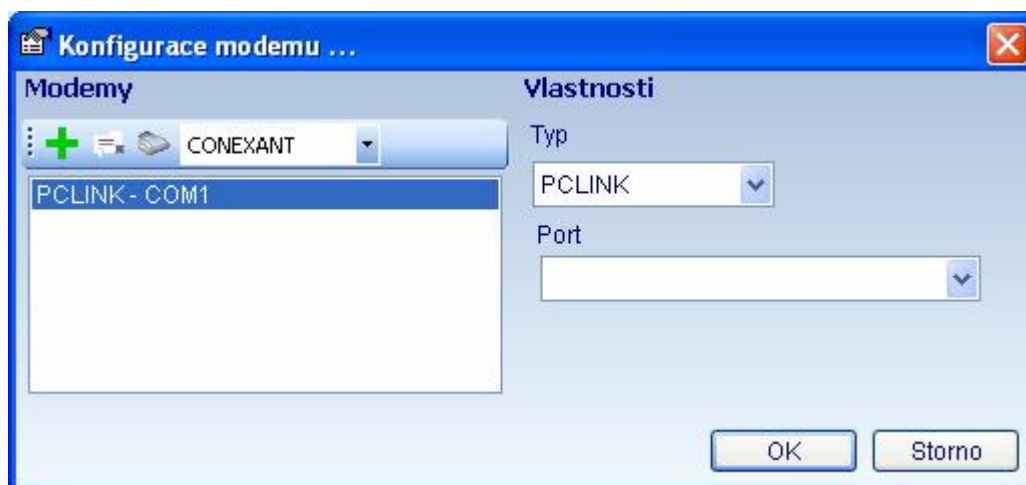 Konfigurace modemu ...
Modemy
CONEXANT
PCLINK - COM1
Vlastnosti
Typ
PCLINK
Port
OK
Storno